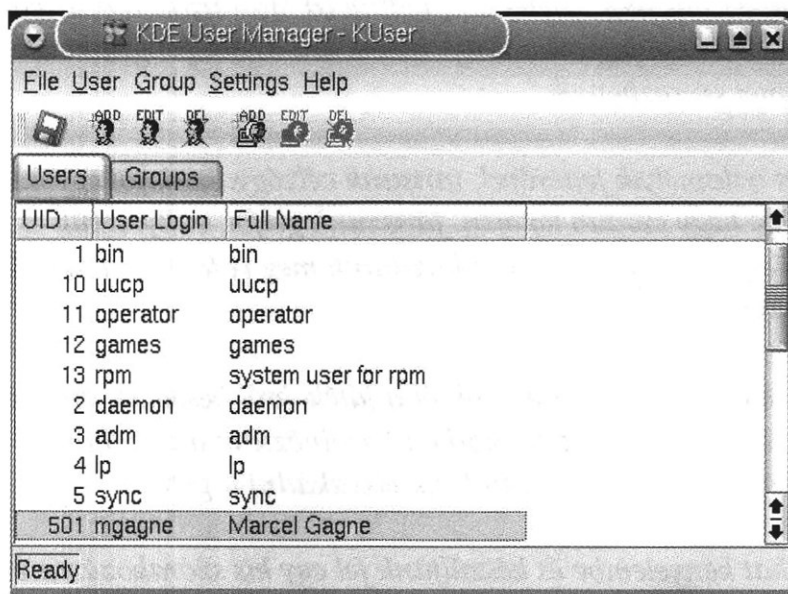 KDE User Manager - KUser
File User Group Settings Help
ADD EDIT DEL ADD EDIT DEL
Users Groups
UID User Login Full Name
1 bin bin
10 uucp uucp
11 operator operator
12 games games
13 rpm system user for rpm
2 daemon daemon
3 adm adm
4 lp lp
5 sync sync
501 mgagne Marcel Gagne
Ready